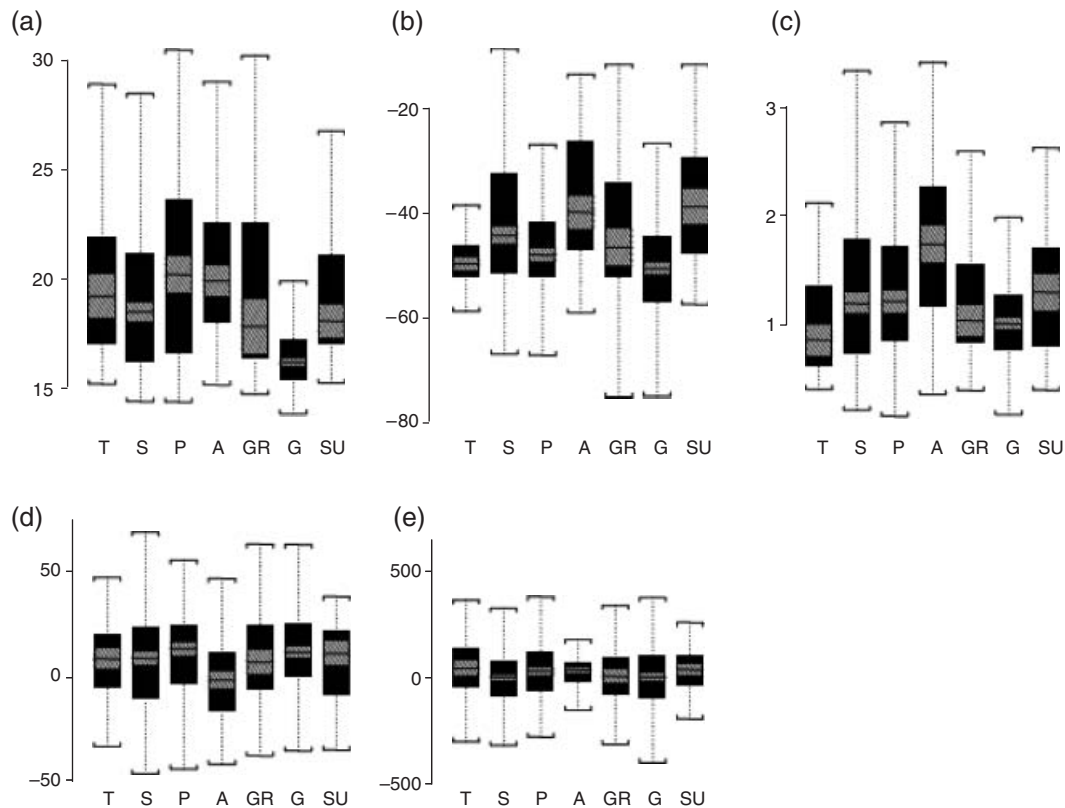 (a)
30
25
20
15
T S P A GR G SU
(b)
−20
−40
−60
−80
T S P A GR G SU
(c)
3
2
1
T S P A GR G SU
(d)
50
0
−50
T S P A GR G SU
(e)
500
0
−500
T S P A GR G SU